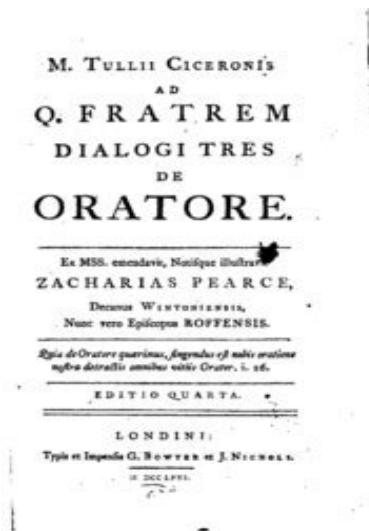 M. TULLII CICERONIS
AD
Q. FRATREM
DIALOGI TRES
DE
ORATORE.
Ex MSS. emendavit, Notisque illustravit
ZACHARIAS PEARCE,
Decanus WINTONIENSIS,
Nunc vero Episcopus ROFFENSIS.
Quia de Oratore quærimus, fingendus est nobis oratione
nostra detractis omnibus vitiis Orator. i. 26.
EDITIO QUARTA.
LONDINI:
Typis et Impensis G. BOWYER et J. NICHOLS.